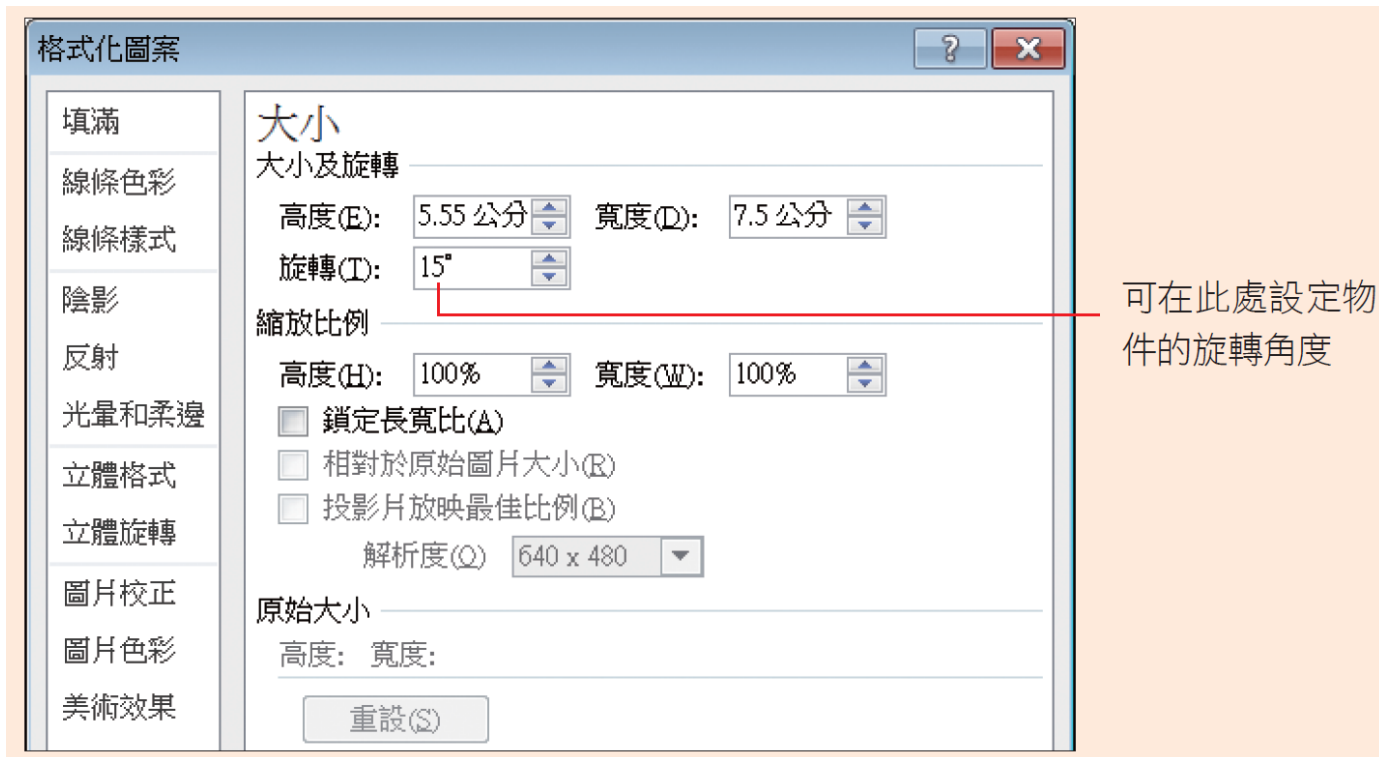 格式化圖案
填滿
線條色彩
線條樣式
陰影
反射
光暈和柔邊
立體格式
立體旋轉
圖片校正
圖片色彩
美術效果
大小
大小及旋轉
高度(E): 5.55 公分 寬度(D): 7.5 公分
旋轉(T): 15°
縮放比例
高度(H): 100% 寬度(W): 100%
鎖定長寬比(A)
相對於原始圖片大小(R)
投影片放映最佳比例(B)
解析度(O) 640 x 480
原始大小
高度: 寬度:
重設(S)
可在此處設定物
件的旋轉角度